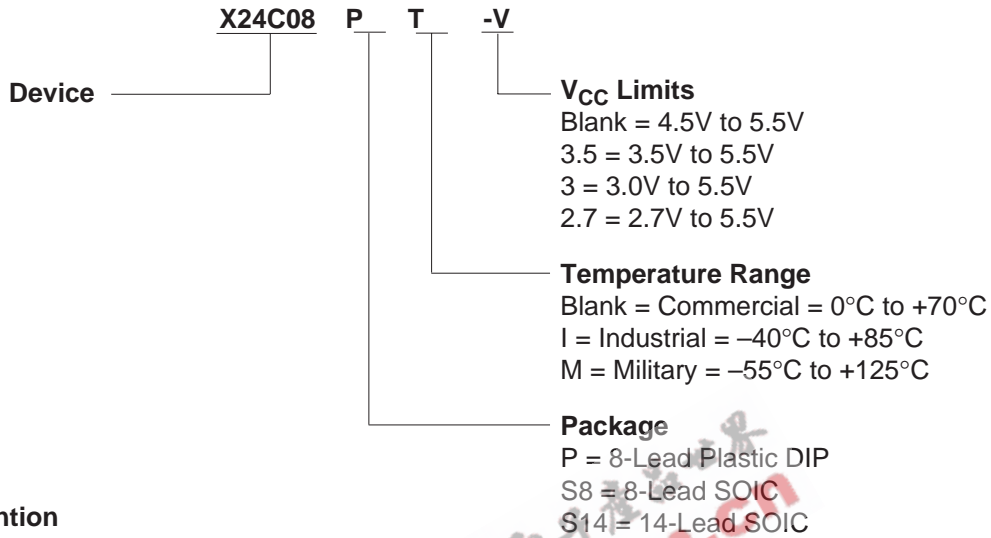 X24C08 P T -V
Device
VCC Limits
Blank = 4.5V to 5.5V
3.5 = 3.5V to 5.5V
3 = 3.0V to 5.5V
2.7 = 2.7V to 5.5V
Temperature Range
Blank = Commercial = 0°C to +70°C
I = Industrial = –40°C to +85°C
M = Military = –55°C to +125°C
Package
P = 8-Lead Plastic DIP
S8 = 8-Lead SOIC
S14 = 14-Lead SOIC
ntion